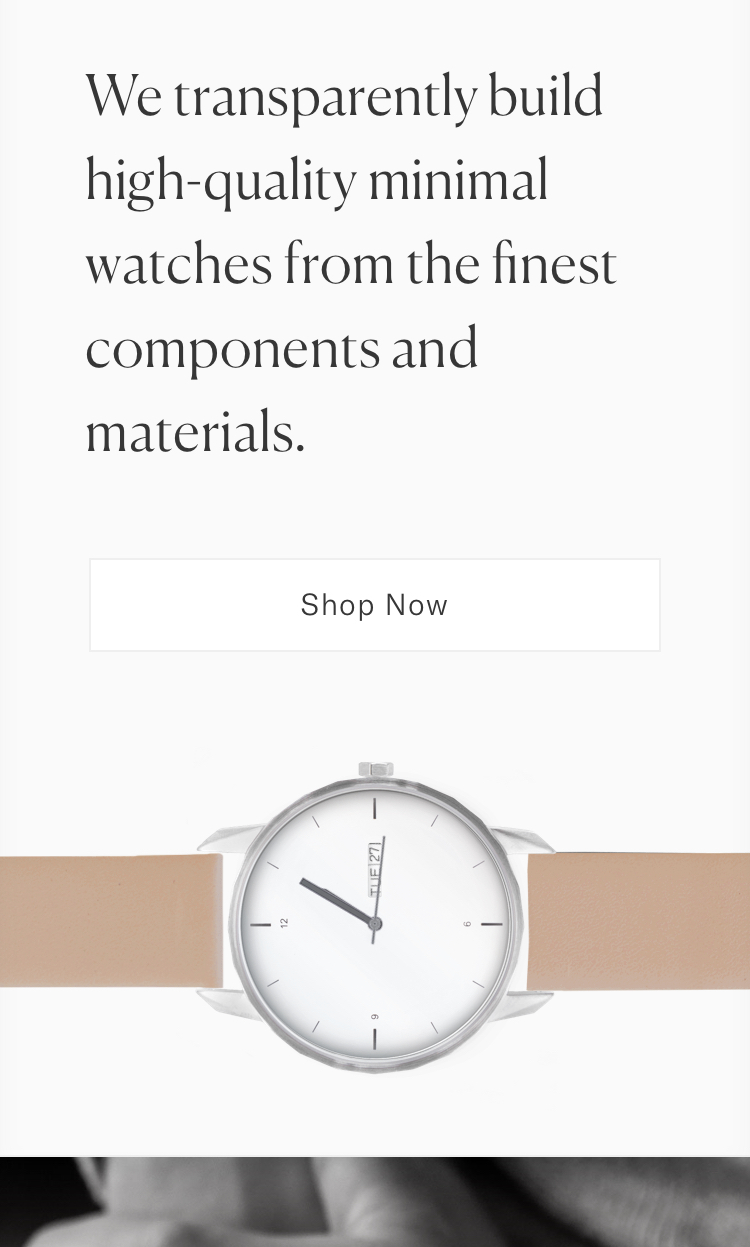 We transparently build
high-quality minimal
watches from the finest
components and
materials.
Shop Now
TUE 27
12
6
9